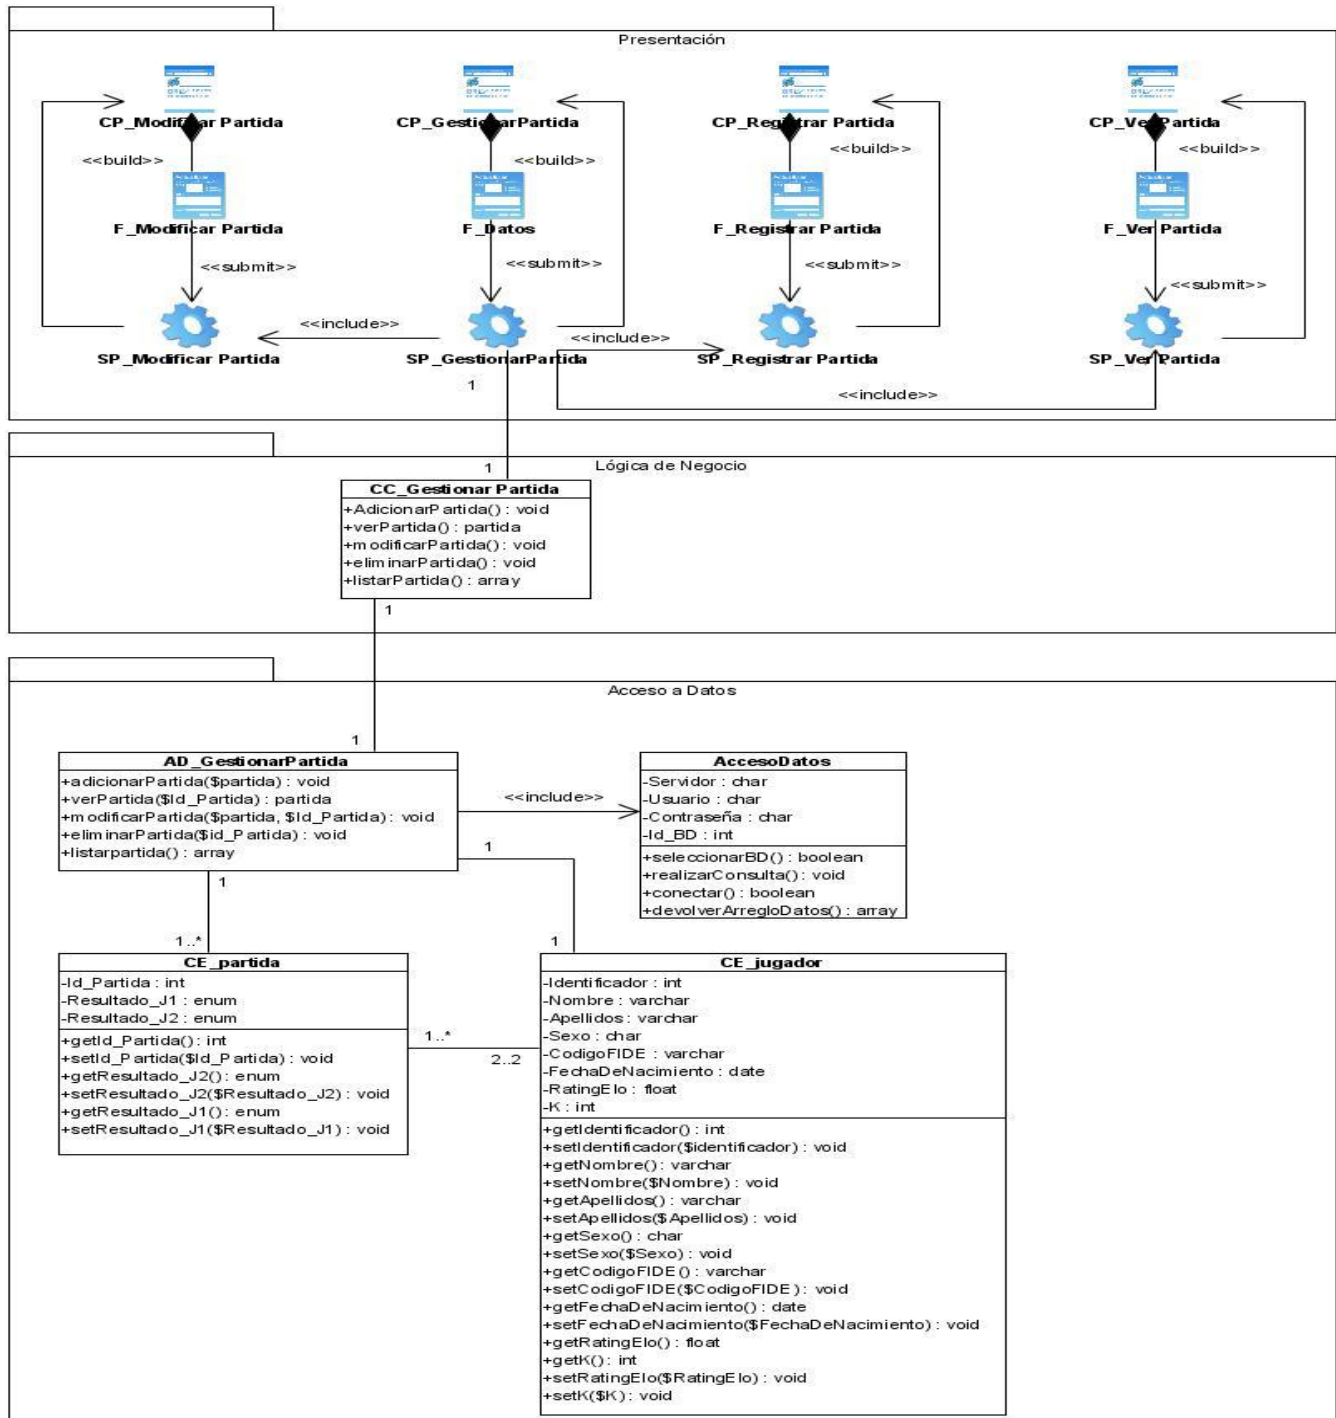 Presentación
CP_Modificar Partida
CP_GestionarPartida
CP_Registrar Partida
CP_Ver Partida
<<build>>
<<build>>
<<build>>
<<build>>
F_Modificar Partida
F_Datos
F_Registrar Partida
F_Ver Partida
<<submit>>
<<submit>>
<<submit>>
<<submit>>
<<include>>
<<include>>
SP_Modificar Partida
SP_GestionarPartida
SP_Registrar Partida
SP_Ver Partida
1
<<include>>
Lógica de Negocio
1
CC_Gestionar Partida
+AdicionarPartida() : void
+verPartida() : partida
+modificarPartida() : void
+eliminarPartida() : void
+listarPartida() : array
1
Acceso a Datos
1
AD_GestionarPartida
+adicionarPartida($partida) : void
+verPartida($Id_Partida) : partida
+modificarPartida($partida, $Id_Partida) : void
+eliminarPartida($id_Partida) : void
+listarpartida() : array
<<include>>
AccesoDatos
-Servidor : char
-Usuario : char
-Contraseña : char
-Id_BD : int
+seleccionarBD() : boolean
+realizarConsulta() : void
+conectar() : boolean
+devolverArregloDatos() : array
1
1
1..*
1
CE_partida
-Id_Partida : int
-Resultado_J1 : enum
-Resultado_J2 : enum
+getId_Partida() : int
+setId_Partida($Id_Partida) : void
+getResultado_J2() : enum
+setResultado_J2($Resultado_J2) : void
+getResultado_J1() : enum
+setResultado_J1($Resultado_J1) : void
1..*
2..2
CE_jugador
-Identificador : int
-Nombre : varchar
-Apellidos : varchar
-Sexo : char
-CodigoFIDE : varchar
-FechaDeNacimiento : date
-RatingElo : float
-K : int
+getIdentificador() : int
+setIdentificador($identificador) : void
+getNombre() : varchar
+setNombre($Nombre) : void
+getApellidos() : varchar
+setApellidos($Apellidos) : void
+getSexo() : char
+setSexo($Sexo) : void
+getCodigoFIDE() : varchar
+setCodigoFIDE($CodigoFIDE) : void
+getFechaDeNacimiento() : date
+setFechaDeNacimiento($FechaDeNacimiento) : void
+getRatingElo() : float
+getK() : int
+setRatingElo($RatingElo) : void
+setK($K) : void